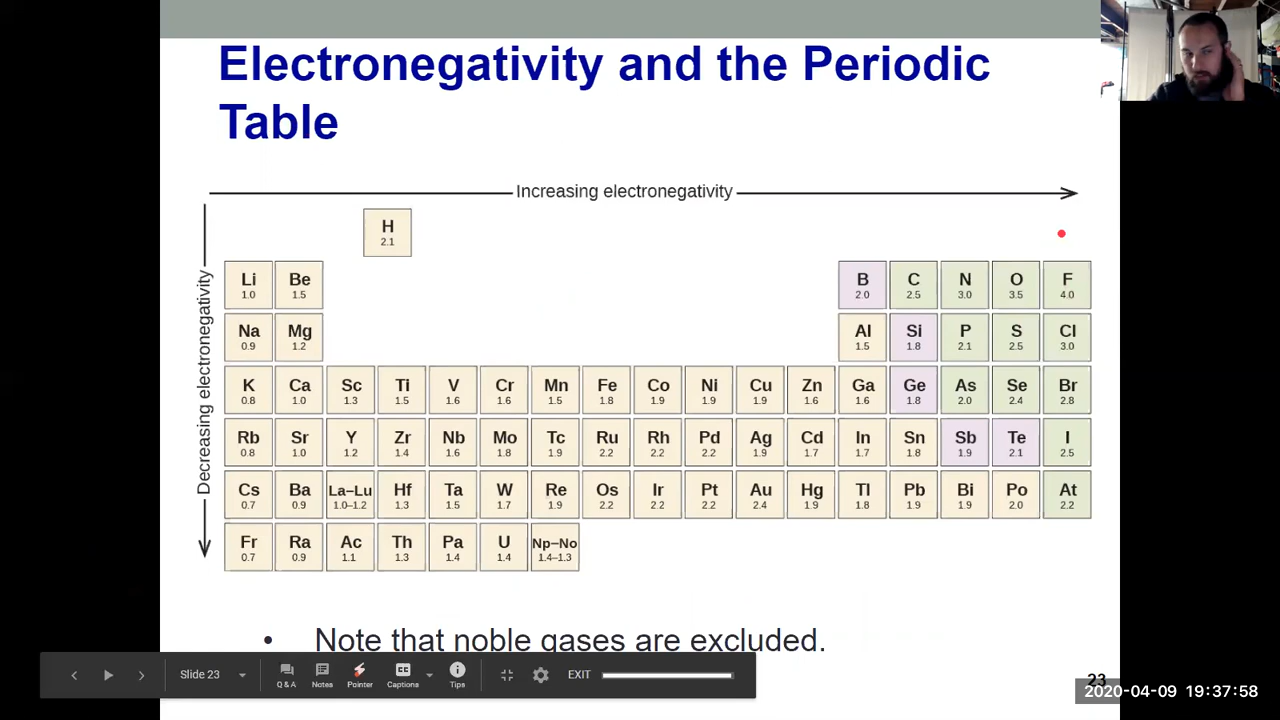 Electronegativity and the Periodic
Table
Increasing electronegativity
Decreasing electronegativity
H
2.1
Li Be B C N O F
1.0 1.5 2.0 2.5 3.0 3.5 4.0
Na Mg Al Si P S Cl
0.9 1.2 1.5 1.8 2.1 2.5 3.0
K Ca Sc Ti V Cr Mn Fe Co Ni Cu Zn Ga Ge As Se Br
0.8 1.0 1.3 1.5 1.6 1.6 1.5 1.8 1.9 1.9 1.9 1.6 1.6 1.8 2.0 2.4 2.8
Rb Sr Y Zr Nb Mo Tc Ru Rh Pd Ag Cd In Sn Sb Te I
0.8 1.0 1.2 1.4 1.6 1.8 1.9 2.2 2.2 2.2 1.9 1.7 1.7 1.8 1.9 2.1 2.5
Cs Ba La–Lu Hf Ta W Re Os Ir Pt Au Hg Tl Pb Bi Po At
0.7 0.9 1.0–1.2 1.3 1.5 1.7 1.9 2.2 2.2 2.2 2.4 1.9 1.8 1.9 1.9 2.0 2.2
Fr Ra Ac Th Pa U Np–No
0.7 0.9 1.1 1.3 1.4 1.4 1.4–1.3
• Note that noble gases are excluded.
Slide 23 Q & A Notes Pointer Captions Tips EXIT
23
2020-04-09 19:37:58